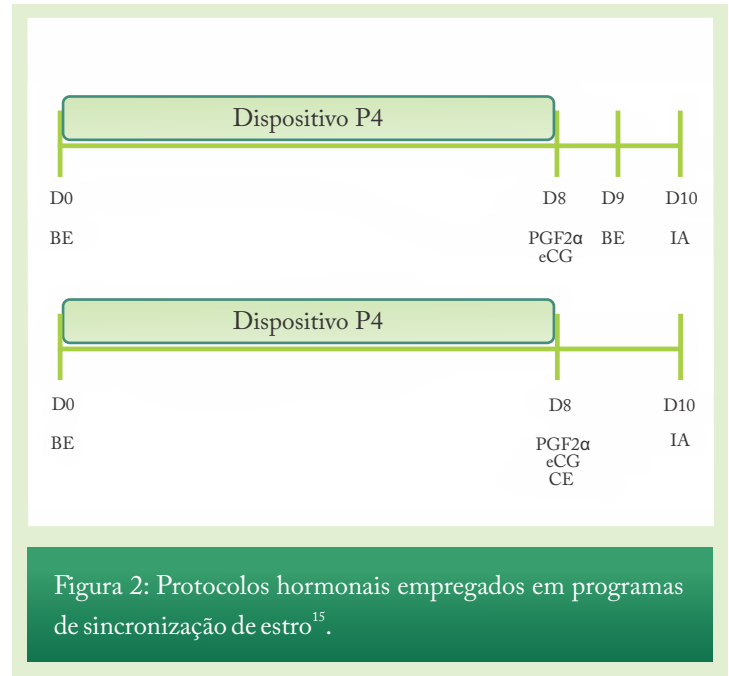 Dispositivo P4
D0 D8 D9 D10
BE PGF2α BE IA
eCG
Dispositivo P4
D0 D8 D10
BE PGF2α IA
eCG
CE
Figura 2: Protocolos hormonais empregados em programas
de sincronização de estro¹⁵.